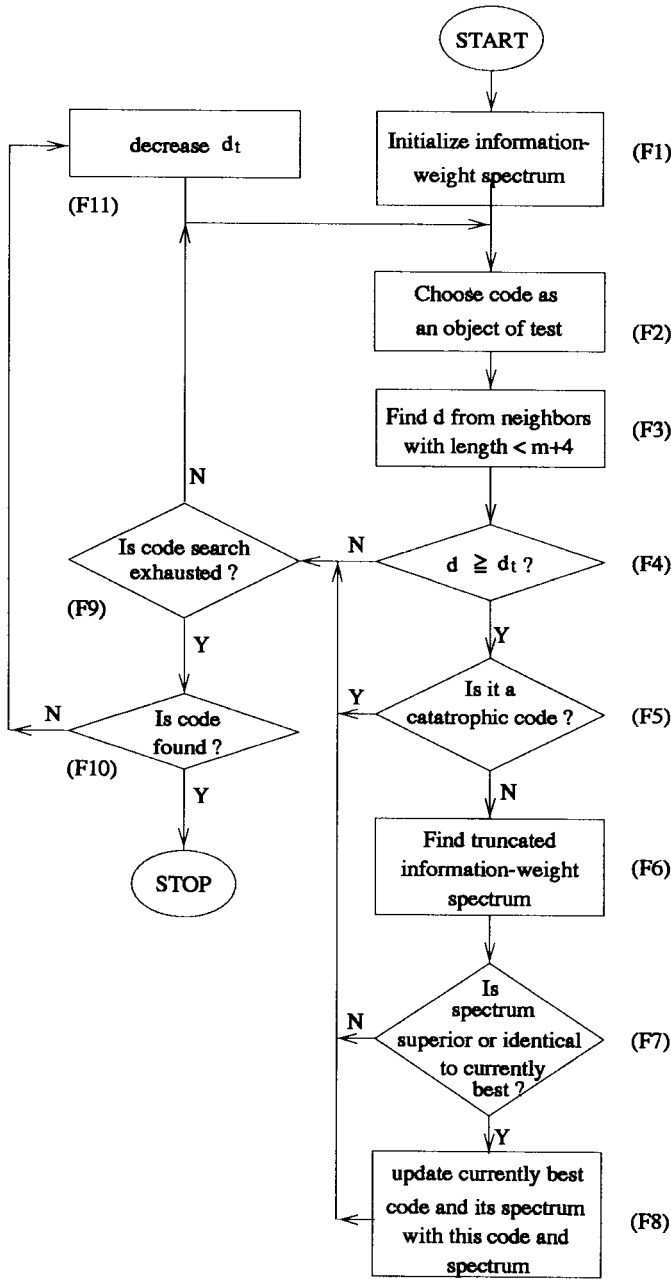 START
Initialize information-
weight spectrum
(F1)
decrease dt
(F11)
Choose code as
an object of test
(F2)
Find d from neighbors
with length < m+4
(F3)
N
Is code search
exhausted ?
(F9)
N
d ≧ dt ?
(F4)
Y
Y
Is it a
catatrophic code ?
(F5)
Y
N
N
Is code
found ?
(F10)
Y
STOP
Find truncated
information-weight
spectrum
(F6)
Is
spectrum
superior or identical
to currently
best ?
(F7)
N
Y
update currently best
code and its spectrum
with this code and
spectrum
(F8)